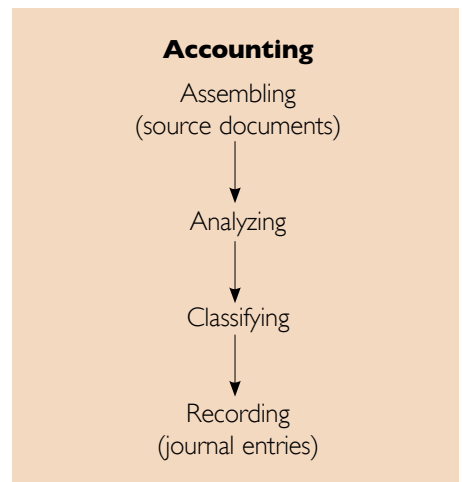 Accounting
Assembling
(source documents)
Analyzing
Classifying
Recording
(journal entries)